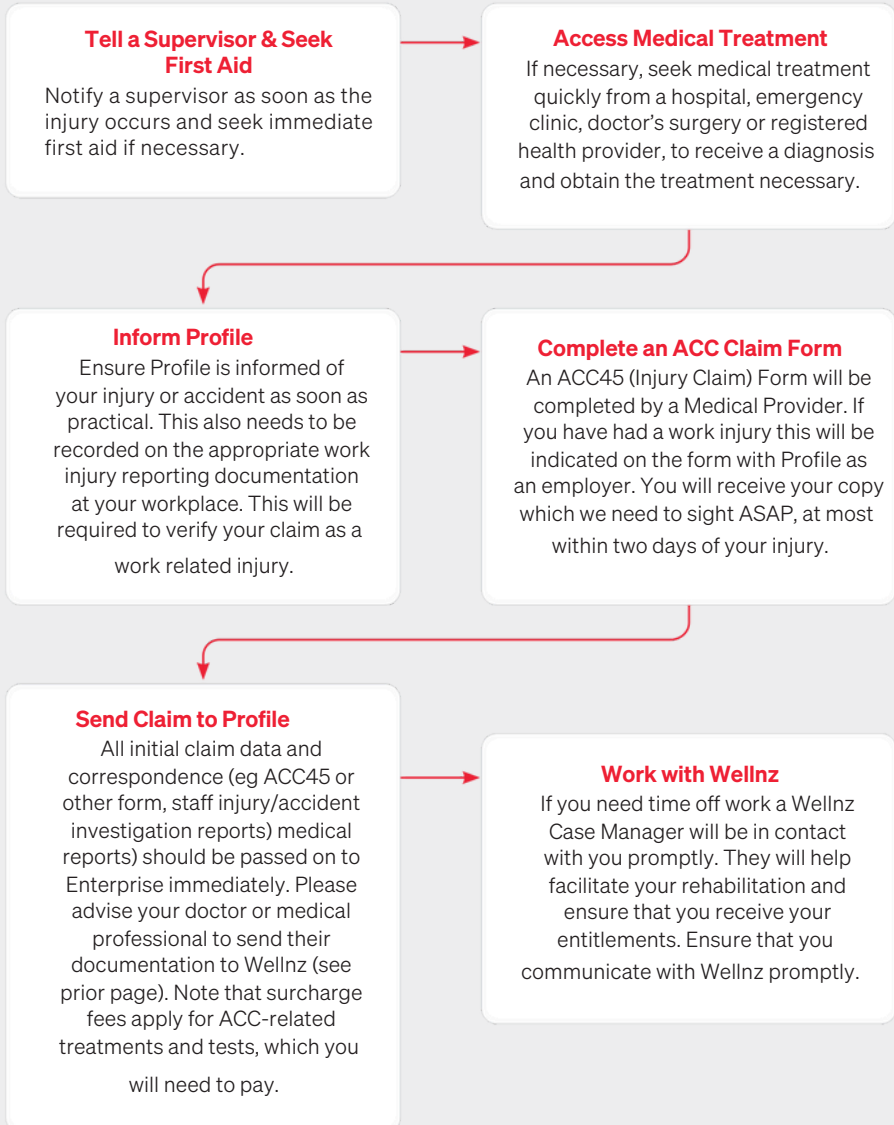 Tell a Supervisor & Seek
First Aid
Notify a supervisor as soon as the
injury occurs and seek immediate
first aid if necessary.
Access Medical Treatment
If necessary, seek medical treatment
quickly from a hospital, emergency
clinic, doctor's surgery or registered
health provider, to receive a diagnosis
and obtain the treatment necessary.
Inform Profile
Ensure Profile is informed of
your injury or accident as soon as
practical. This also needs to be
recorded on the appropriate work
injury reporting documentation
at your workplace. This will be
required to verify your claim as a
work related injury.
Complete an ACC Claim Form
An ACC45 (Injury Claim) Form will be
completed by a Medical Provider. If
you have had a work injury this will be
indicated on the form with Profile as
an employer. You will receive your copy
which we need to sight ASAP, at most
within two days of your injury.
Send Claim to Profile
All initial claim data and
correspondence (eg ACC45 or
other form, staff injury/accident
investigation reports) medical
reports) should be passed on to
Enterprise immediately. Please
advise your doctor or medical
professional to send their
documentation to Wellnz (see
prior page). Note that surcharge
fees apply for ACC-related
treatments and tests, which you
will need to pay.
Work with Wellnz
If you need time off work a Wellnz
Case Manager will be in contact
with you promptly. They will help
facilitate your rehabilitation and
ensure that you receive your
entitlements. Ensure that you
communicate with Wellnz promptly.